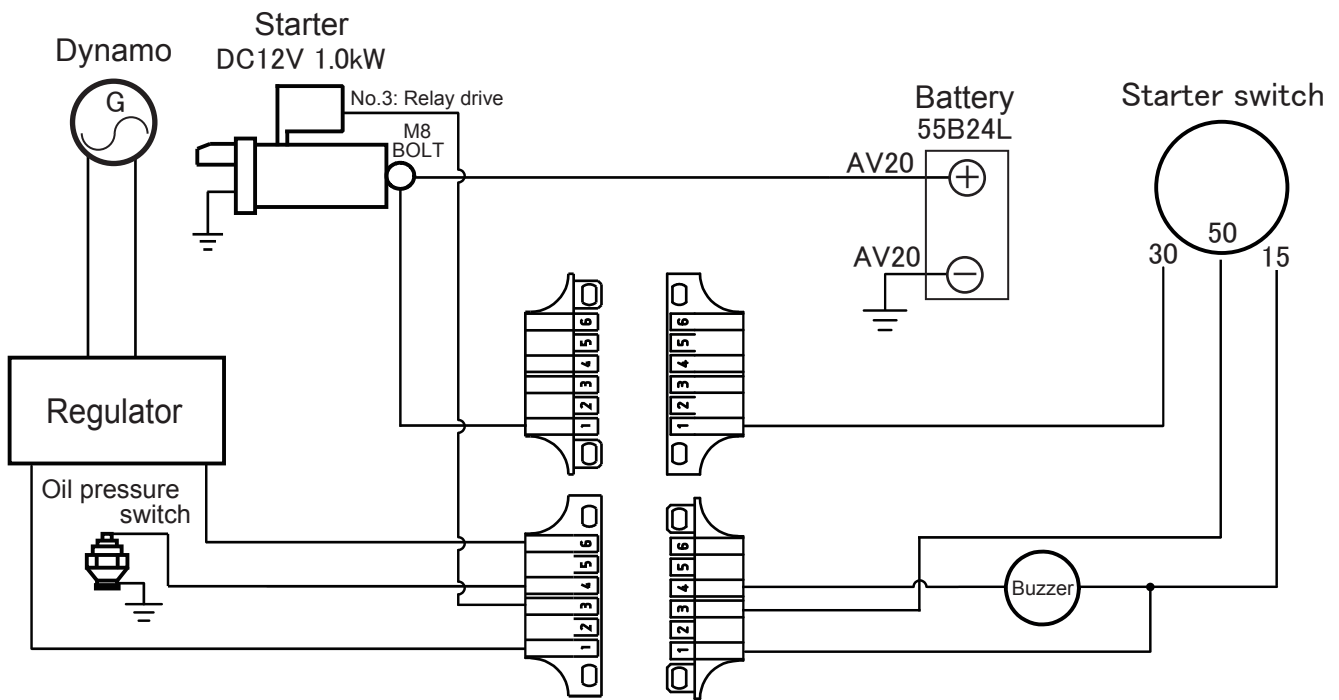 Starter
DC12V 1.0kW
Dynamo
G
No.3: Relay drive
M8
BOLT
Battery
55B24L
AV20
+
AV20
−
Starter switch
30
50
15
6
5
4
3
2
1
6
5
4
3
2
1
Regulator
Oil pressure
switch
6
5
4
3
2
1
6
5
4
3
2
1
Buzzer